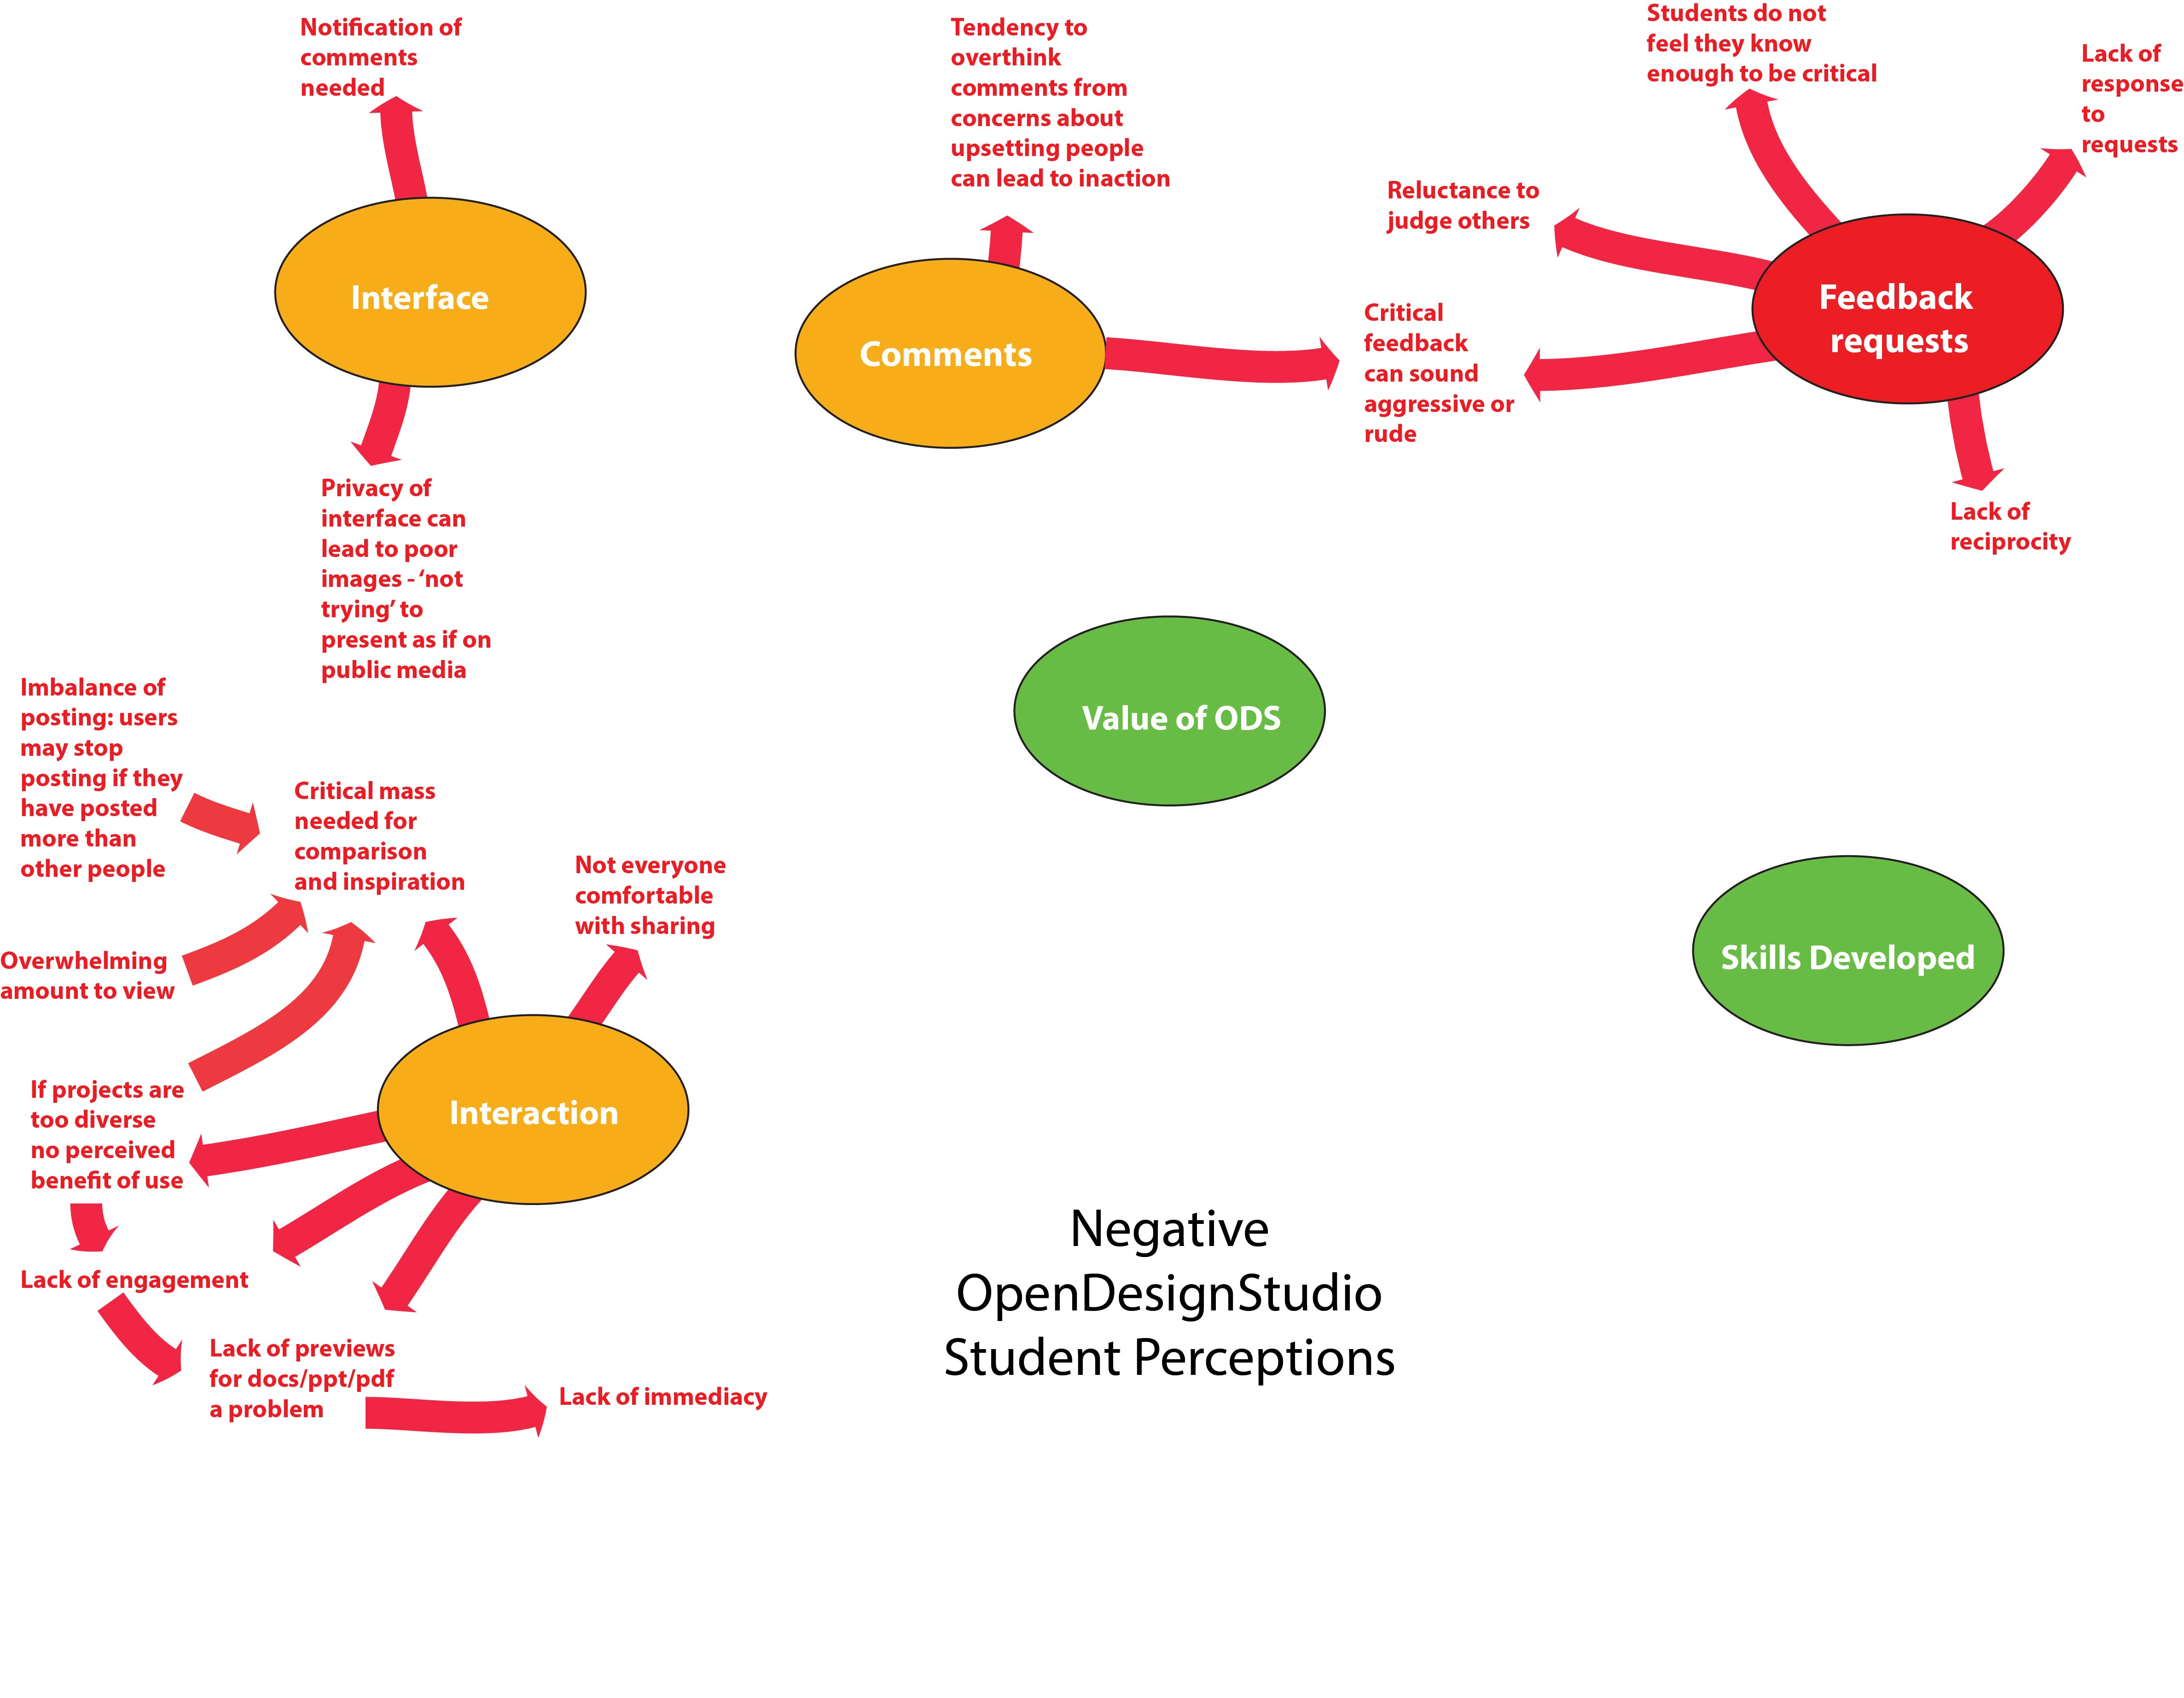 Notification of
comments
needed
Interface
Privacy of
interface can
lead to poor
images - ‘not
trying’ to
present as if on
public media
Tendency to
overthink
comments from
concerns about
upsetting people
can lead to inaction
Comments
Students do not
feel they know
enough to be critical
Lack of
response
to
requests
Reluctance to
judge others
Critical
feedback
can sound
aggressive or
rude
Feedback
requests
Lack of
reciprocity
Value of ODS
Skills Developed
Imbalance of
posting: users
may stop
posting if they
have posted
more than
other people
Critical mass
needed for
comparison
and inspiration
Not everyone
comfortable
with sharing
Overwhelming
amount to view
If projects are
too diverse
no perceived
benefit of use
Interaction
Lack of engagement
Lack of previews
for docs/ppt/pdf
a problem
Lack of immediacy
Negative
OpenDesignStudio
Student Perceptions